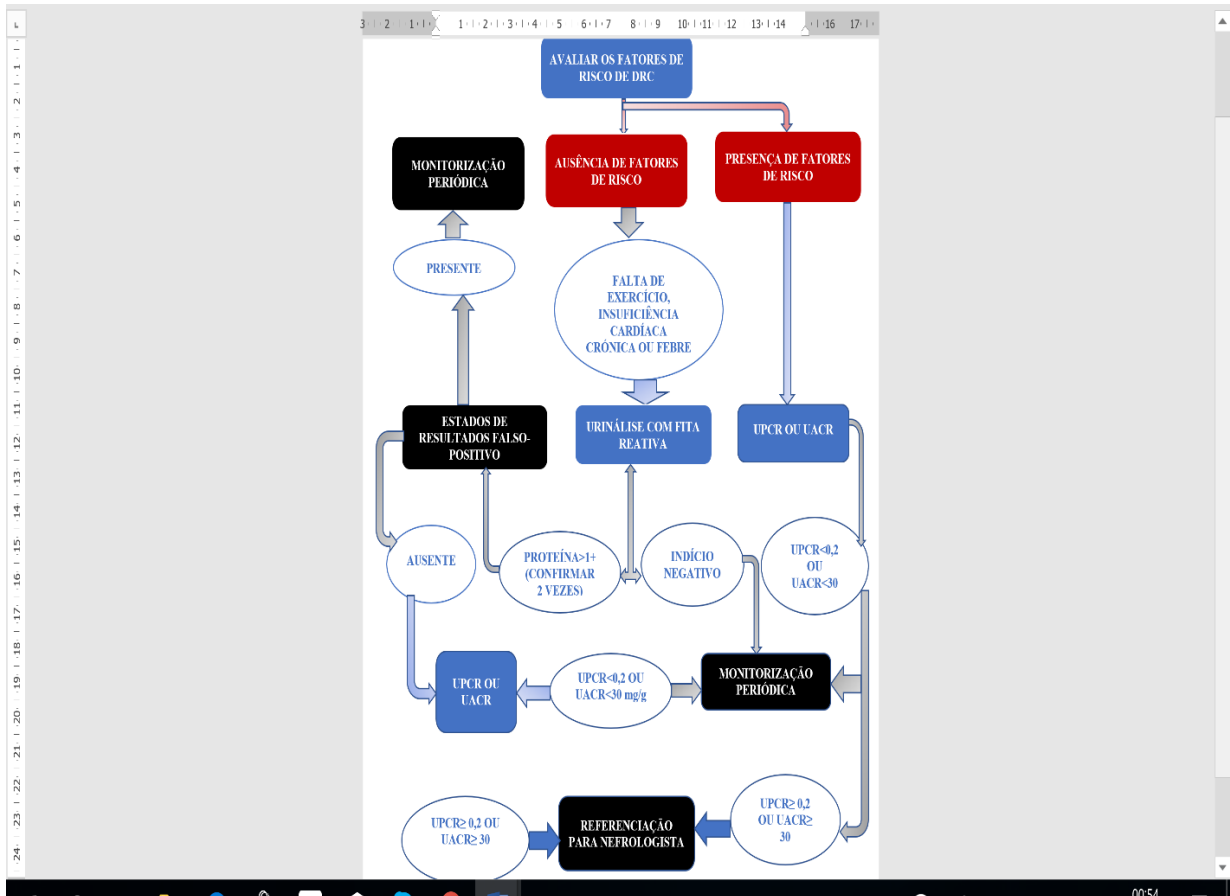 AVALIAR OS FATORES DE
RISCO DE DRC
MONITORIZAÇÃO
PERIÓDICA
AUSÊNCIA DE FATORES
DE RISCO
PRESENÇA DE FATORES
DE RISCO
PRESENTE
FALTA DE
EXERCÍCIO,
INSUFICIÊNCIA
CARDÍACA
CRÓNICA OU FEBRE
ESTADOS DE
RESULTADOS FALSO-
POSITIVO
URINÁLISE COM FITA
REATIVA
UPCR OU UACR
AUSENTE
PROTEÍNA>1+
(CONFIRMAR
2 VEZES)
INDÍCIO
NEGATIVO
UPCR<0,2
OU
UACR<30
UPCR OU
UACR
UPCR<0,2 OU
UACR<30 mg/g
MONITORIZAÇÃO
PERIÓDICA
UPCR≥ 0,2 OU
UACR≥ 30
REFERENCIAÇÃO
PARA NEFROLOGISTA
UPCR≥ 0,2
OU UACR≥
30
00:54